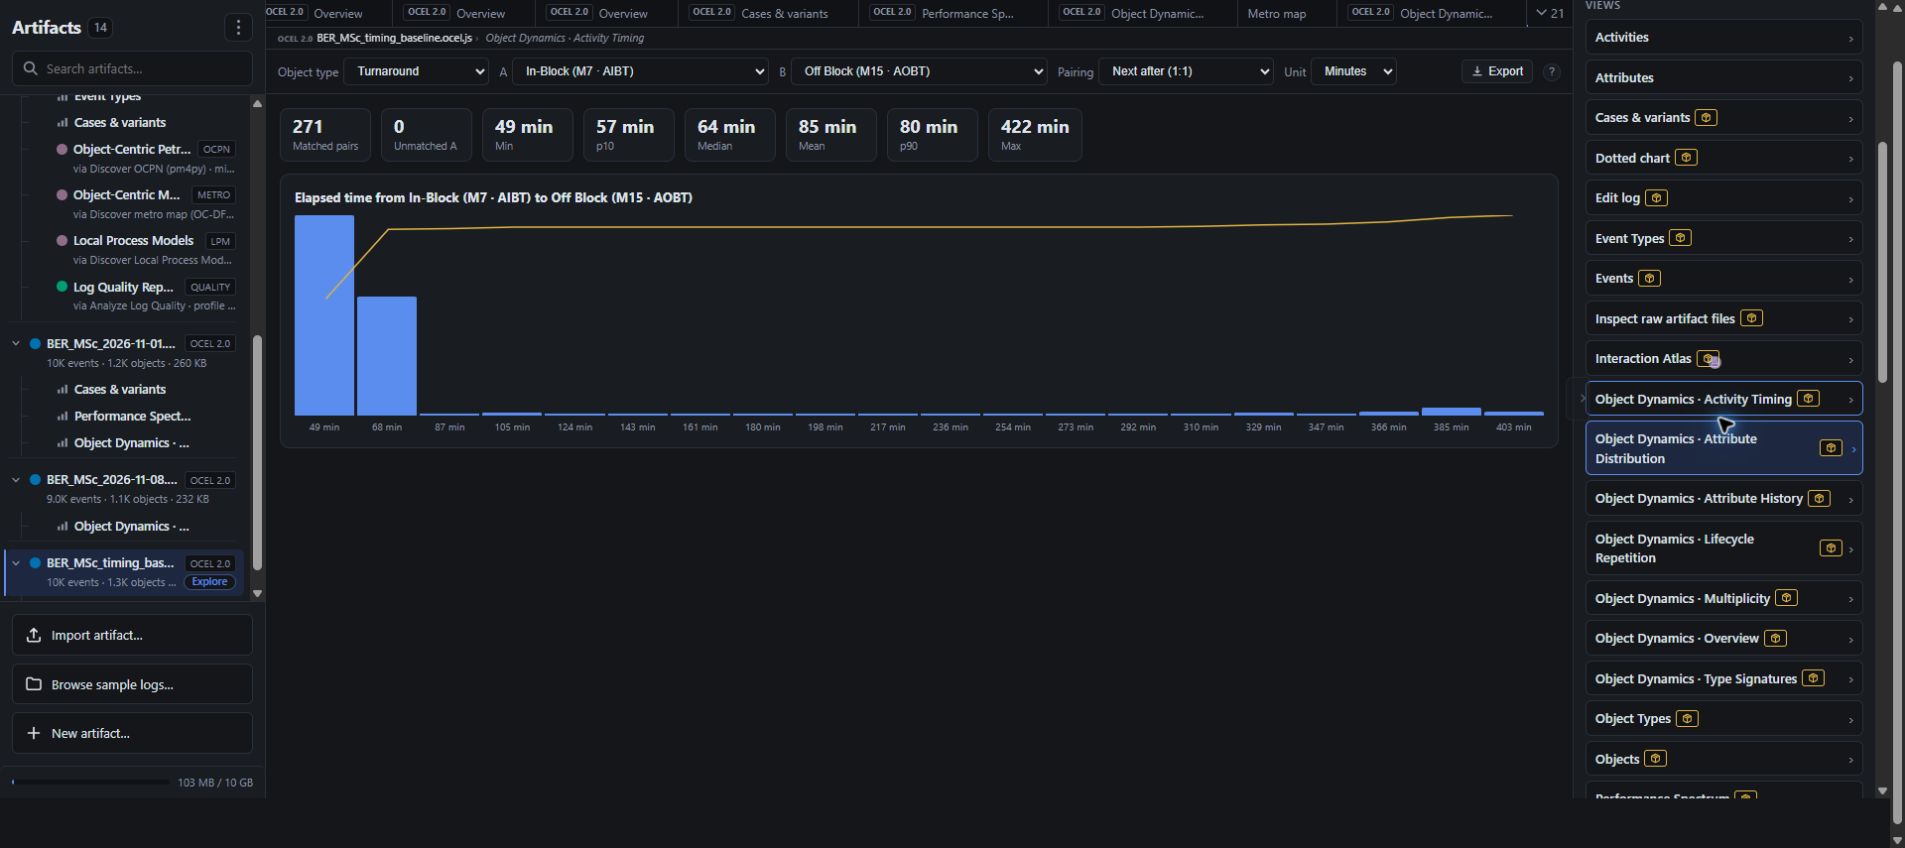 Artifacts 14
Search artifacts...
Event Types
Cases & variants
Object-Centric Petr... OCPN
via Discover OCPN (pm4py) · mi...
Object-Centric M... METRO
via Discover metro map (OC-DF...
Local Process Models LPM
via Discover Local Process Mod...
Log Quality Rep... QUALITY
via Analyze Log Quality · profile ...
BER_MSc_2026-11-01.... OCEL 2.0
10K events · 1.2K objects · 260 KB
Cases & variants
Performance Spect...
Object Dynamics · ...
BER_MSc_2026-11-08.... OCEL 2.0
9.0K events · 1.1K objects · 232 KB
Object Dynamics · ...
BER_MSc_timing_bas... OCEL 2.0
10K events · 1.3K objects ... Explore
Import artifact...
Browse sample logs...
New artifact...
103 MB / 10 GB
OCEL 2.0 Overview OCEL 2.0 Overview OCEL 2.0 Overview OCEL 2.0 Cases & variants OCEL 2.0 Performance Sp... OCEL 2.0 Object Dynamic... Metro map OCEL 2.0 Object Dynamic... 21
OCEL 2.0 BER_MSc_timing_baseline.ocel.js › Object Dynamics · Activity Timing
Object type Turnaround A In-Block (M7 · AIBT) B Off Block (M15 · AOBT) Pairing Next after (1:1) Unit Minutes Export ?
271 0 49 min 57 min 64 min 85 min 80 min 422 min
Matched pairs Unmatched A Min p10 Median Mean p90 Max
Elapsed time from In-Block (M7 · AIBT) to Off Block (M15 · AOBT)
49 min 68 min 87 min 105 min 124 min 143 min 161 min 180 min 198 min 217 min 236 min 254 min 273 min 292 min 310 min 329 min 347 min 366 min 385 min 403 min
VIEWS
Activities
Attributes
Cases & variants
Dotted chart
Edit log
Event Types
Events
Inspect raw artifact files
Interaction Atlas
Object Dynamics · Activity Timing
Object Dynamics · Attribute
Distribution
Object Dynamics · Attribute History
Object Dynamics · Lifecycle
Repetition
Object Dynamics · Multiplicity
Object Dynamics · Overview
Object Dynamics · Type Signatures
Object Types
Objects
Performance Spectrum